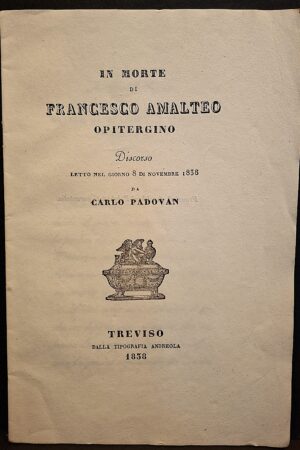 IN MORTE
DI
FRANCESCO AMALTEO
OPITERGINO
Discorso
LETTO NEL GIORNO 8 DI NOVEMBRE 1838
DA
CARLO PADOVAN
TREVISO
DALLA TIPOGRAFIA ANDREOLA
1838